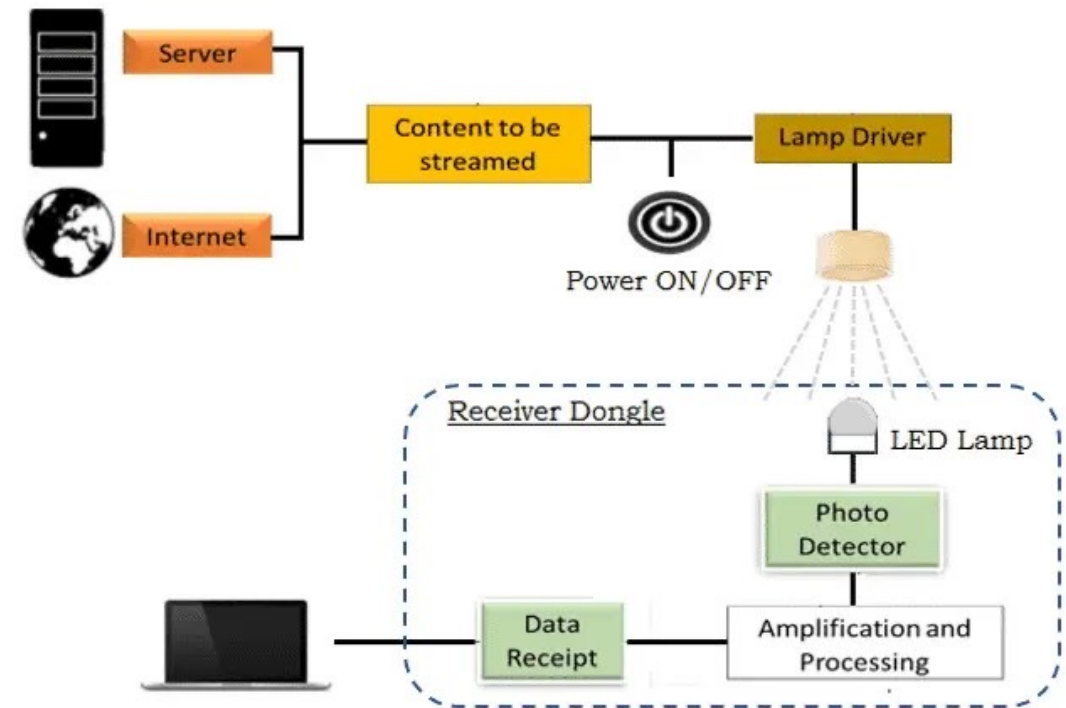 Server
Content to be
streamed
Lamp Driver
Internet
Power ON/OFF
Receiver Dongle
LED Lamp
Photo
Detector
Data
Receipt
Amplification and
Processing